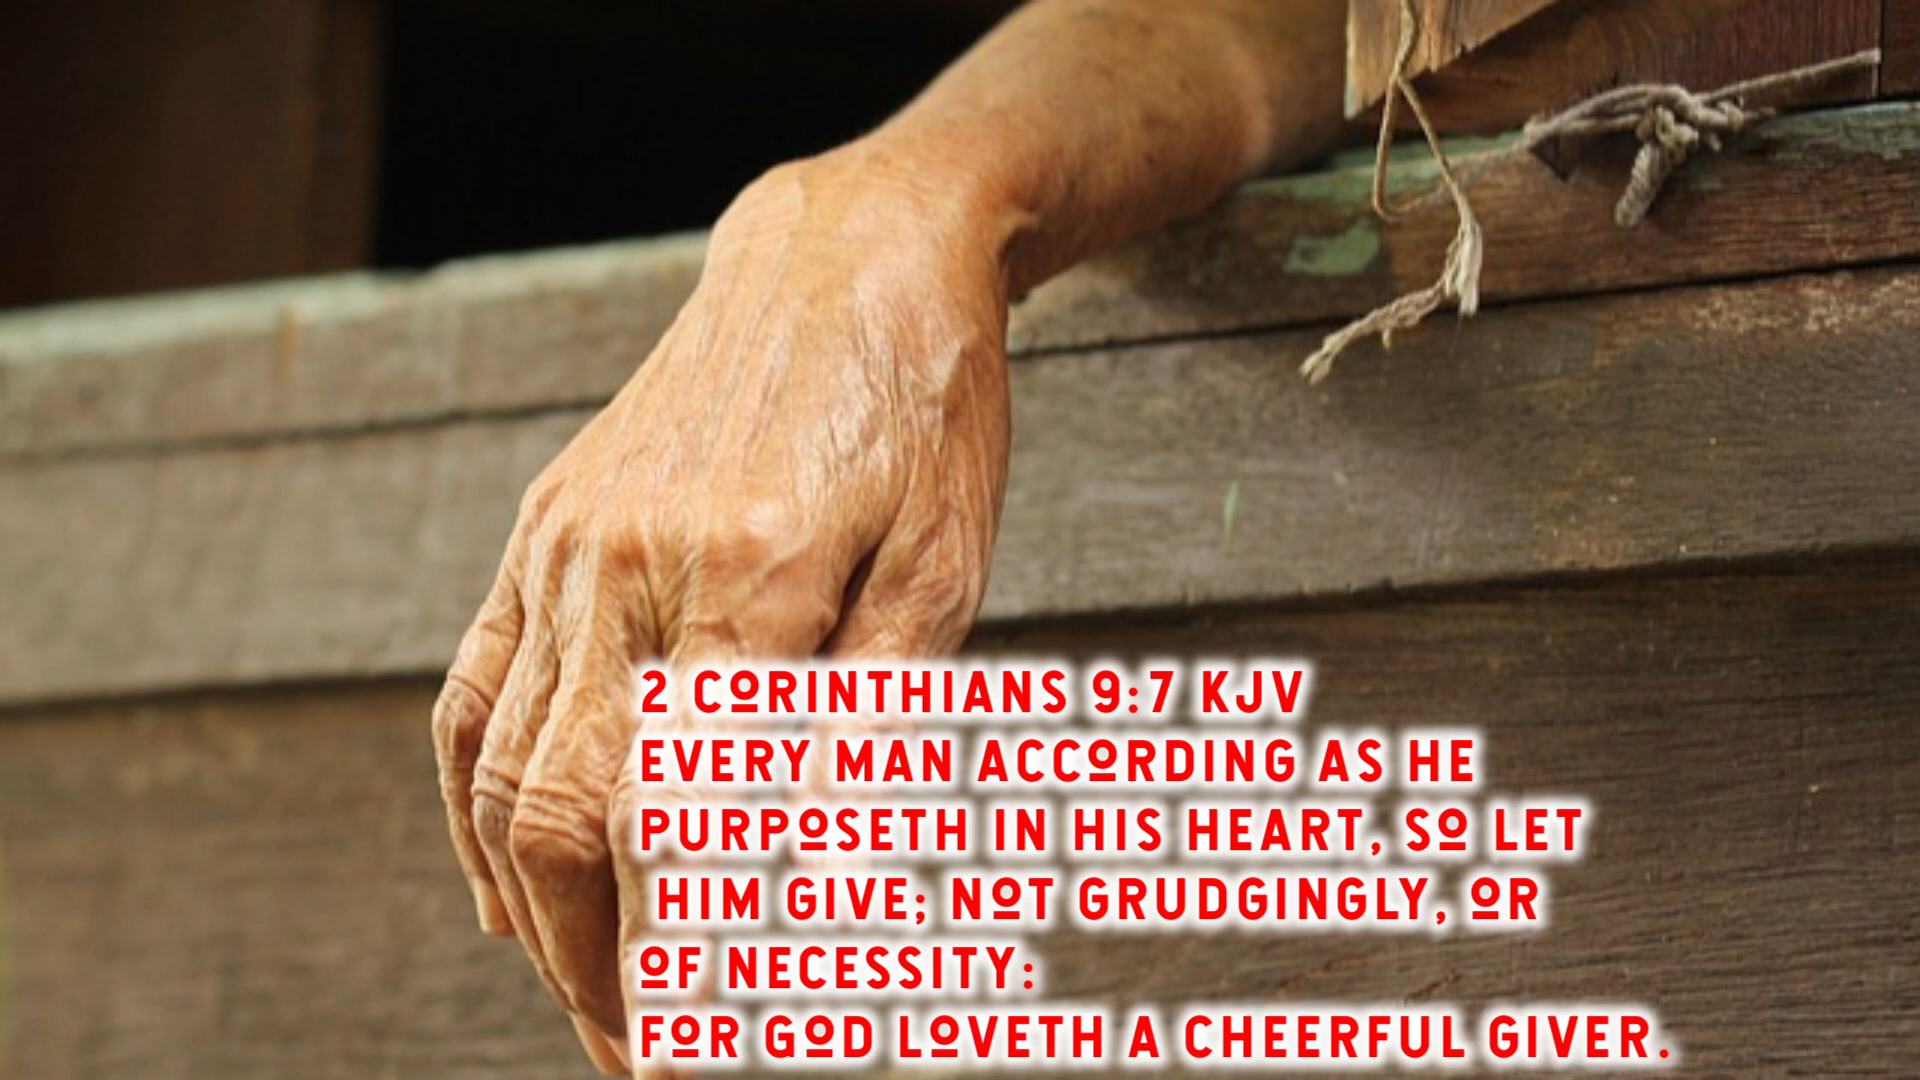 2 CORINTHIANS 9:7 KJV
EVERY MAN ACCORDING AS HE
PURPOSETH IN HIS HEART, SO LET
HIM GIVE; NOT GRUDGINGLY, OR
OF NECESSITY:
FOR GOD LOVETH A CHEERFUL GIVER.